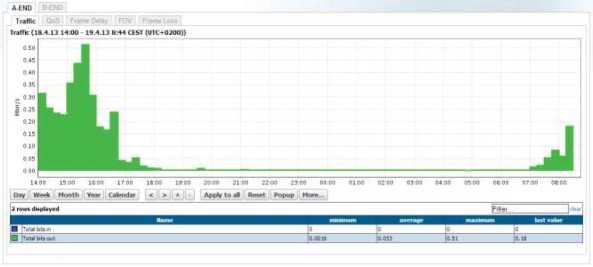 A-END B-END
Traffic QoS Frame Delay FDV Frame Loss
Traffic (18.4.13 14:00 - 19.4.13 8:44 CEST (UTC+0200))
0.50
0.45
0.40
0.35
0.30
0.25
0.20
0.15
0.10
0.05
0.00
Mbit/s
14:00 15:00 16:00 17:00 18:00 19:00 20:00 21:00 22:00 23:00 00:00 01:00 02:00 03:00 04:00 05:00 06:00 07:00 08:00
Day Week Month Year Calendar < > + - Apply to all Reset Popup More...
2 rows displayed Filter... clear
Name minimum average maximum last value
Total bits in 0 0 0 0
Total bits out 0.0018 0.053 0.51 0.18